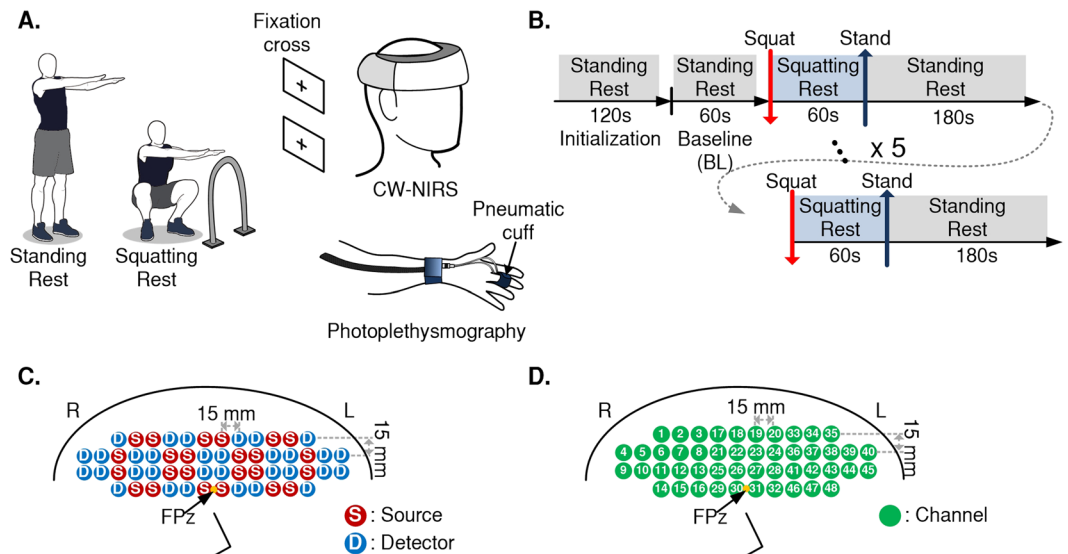 A.
Fixation
cross
Standing
Rest
Squatting
Rest
CW-NIRS
Pneumatic
cuff
Photoplethysmography
B.
Squat
Stand
Standing
Rest
Standing
Rest
Squatting
Rest
Standing
Rest
120s
60s
60s
180s
Initialization
Baseline
(BL)
x 5
Squat
Stand
Squatting
Rest
Standing
Rest
60s
180s
C.
R
L
15 mm
15 mm
D S S D D S S D D S S D
D D S D D S S D D S S D D S D D
D D S D D S S D D S S D D S D D
D S S D D S S D D S S D
FPz
S : Source
D : Detector
D.
R
L
15 mm
15 mm
1 2 3 17 18 19 20 33 34 35
4 5 6 7 8 21 22 23 24 36 37 38 39 40
9 10 11 12 13 25 26 27 28 41 42 43 44 45
14 15 16 29 30 31 32 46 47 48
FPz
: Channel